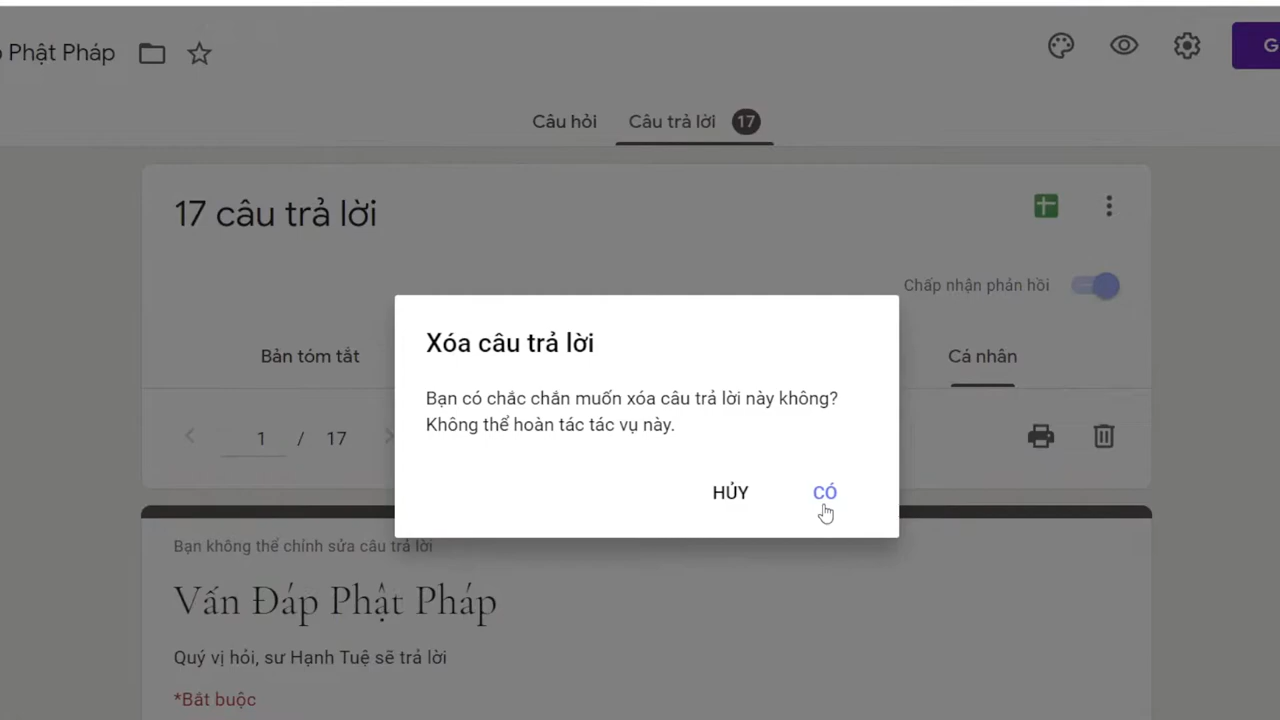 Phật Pháp
G
Câu hỏi Câu trả lời 17
17 câu trả lời
Chấp nhận phản hồi
Bản tóm tắt Cá nhân
1 / 17
Xóa câu trả lời
Bạn có chắc chắn muốn xóa câu trả lời này không?
Không thể hoàn tác tác vụ này.
HỦY CÓ
Bạn không thể chỉnh sửa câu trả lời
Vấn Đáp Phật Pháp
Quý vị hỏi, sư Hạnh Tuệ sẽ trả lời
*Bắt buộc